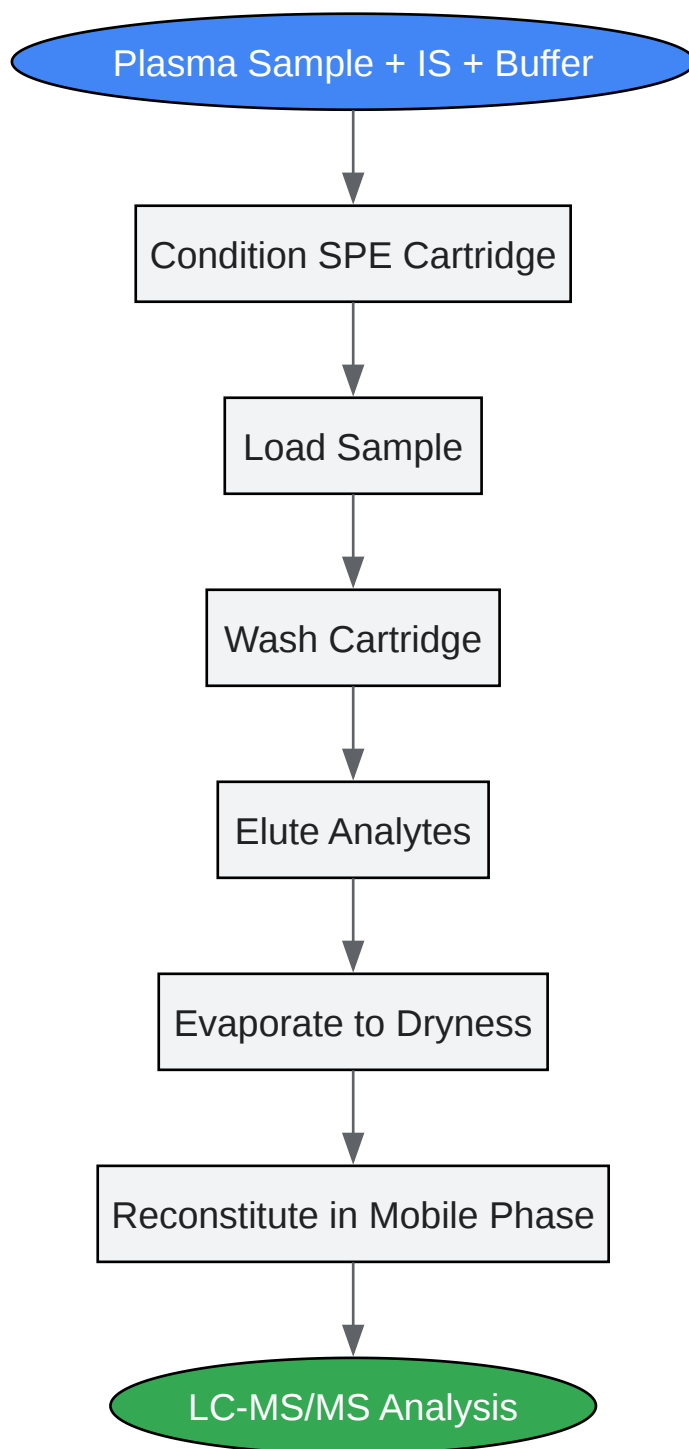 Plasma Sample + IS + Buffer
Condition SPE Cartridge
Load Sample
Wash Cartridge
Elute Analytes
Evaporate to Dryness
Reconstitute in Mobile Phase
LC-MS/MS Analysis